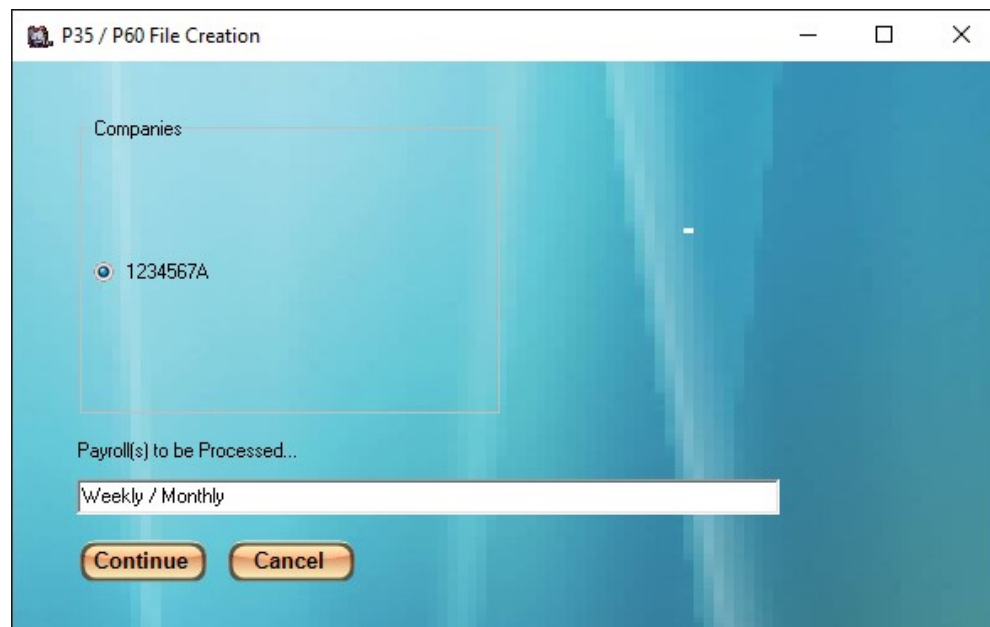 P35 / P60 File Creation
Companies
1234567A
Payroll(s) to be Processed...
Weekly / Monthly
Continue Cancel